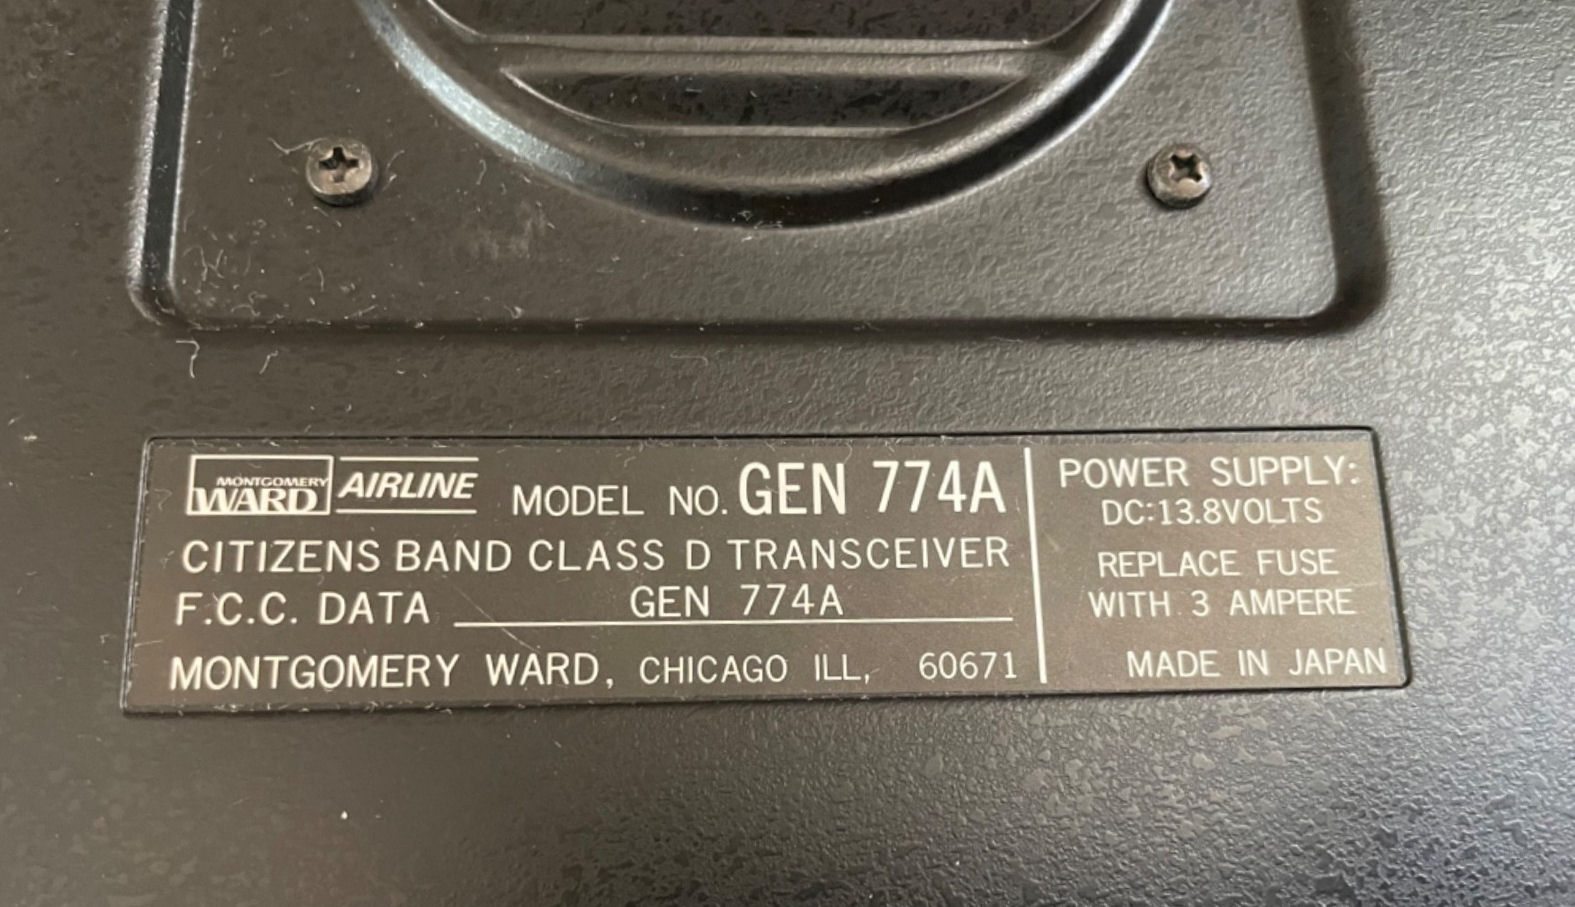 MONTGOMERY
WARD AIRLINE MODEL NO. GEN 774A
CITIZENS BAND CLASS D TRANSCEIVER
F.C.C. DATA GEN 774A
MONTGOMERY WARD, CHICAGO ILL, 60671
POWER SUPPLY:
DC:13.8VOLTS
REPLACE FUSE
WITH 3 AMPERE
MADE IN JAPAN